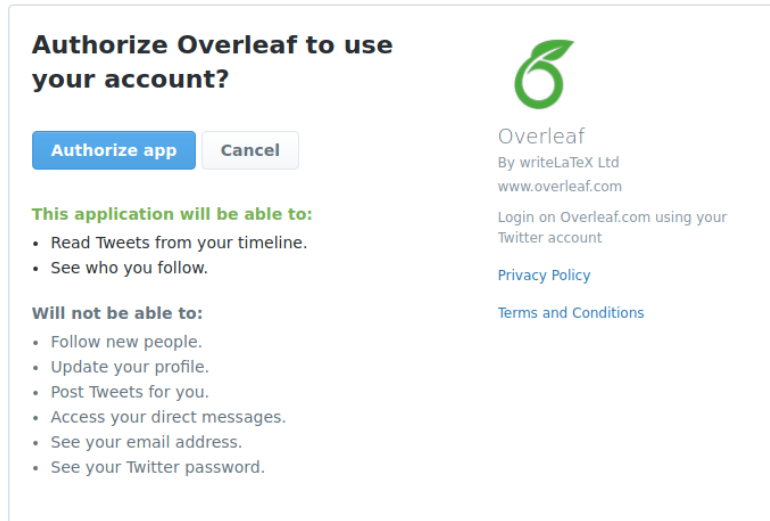 Authorize Overleaf to use
your account?
Authorize app
Cancel
This application will be able to:
• Read Tweets from your timeline.
• See who you follow.
Will not be able to:
• Follow new people.
• Update your profile.
• Post Tweets for you.
• Access your direct messages.
• See your email address.
• See your Twitter password.
Overleaf
By writeLaTeX Ltd
www.overleaf.com
Login on Overleaf.com using your
Twitter account
Privacy Policy
Terms and Conditions